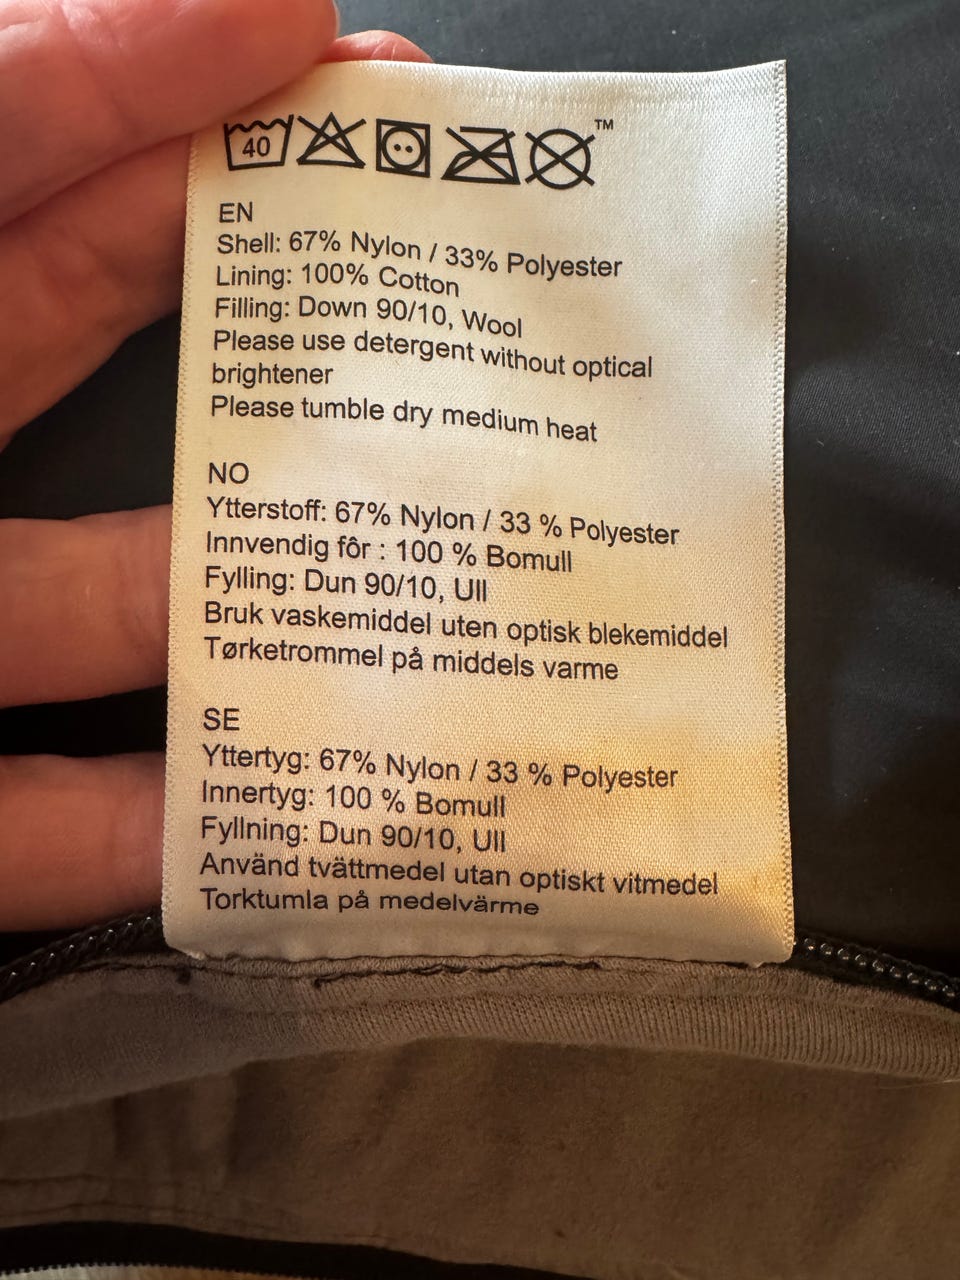 40
™
EN
Shell: 67% Nylon / 33% Polyester
Lining: 100% Cotton
Filling: Down 90/10, Wool
Please use detergent without optical
brightener
Please tumble dry medium heat
NO
Ytterstoff: 67% Nylon / 33 % Polyester
Innvendig fôr : 100 % Bomull
Fylling: Dun 90/10, Ull
Bruk vaskemiddel uten optisk blekemiddel
Tørketrommel på middels varme
SE
Yttertyg: 67% Nylon / 33 % Polyester
Innertyg: 100 % Bomull
Fyllning: Dun 90/10, Ull
Använd tvättmedel utan optiskt vitmedel
Torktumla på medelvärme